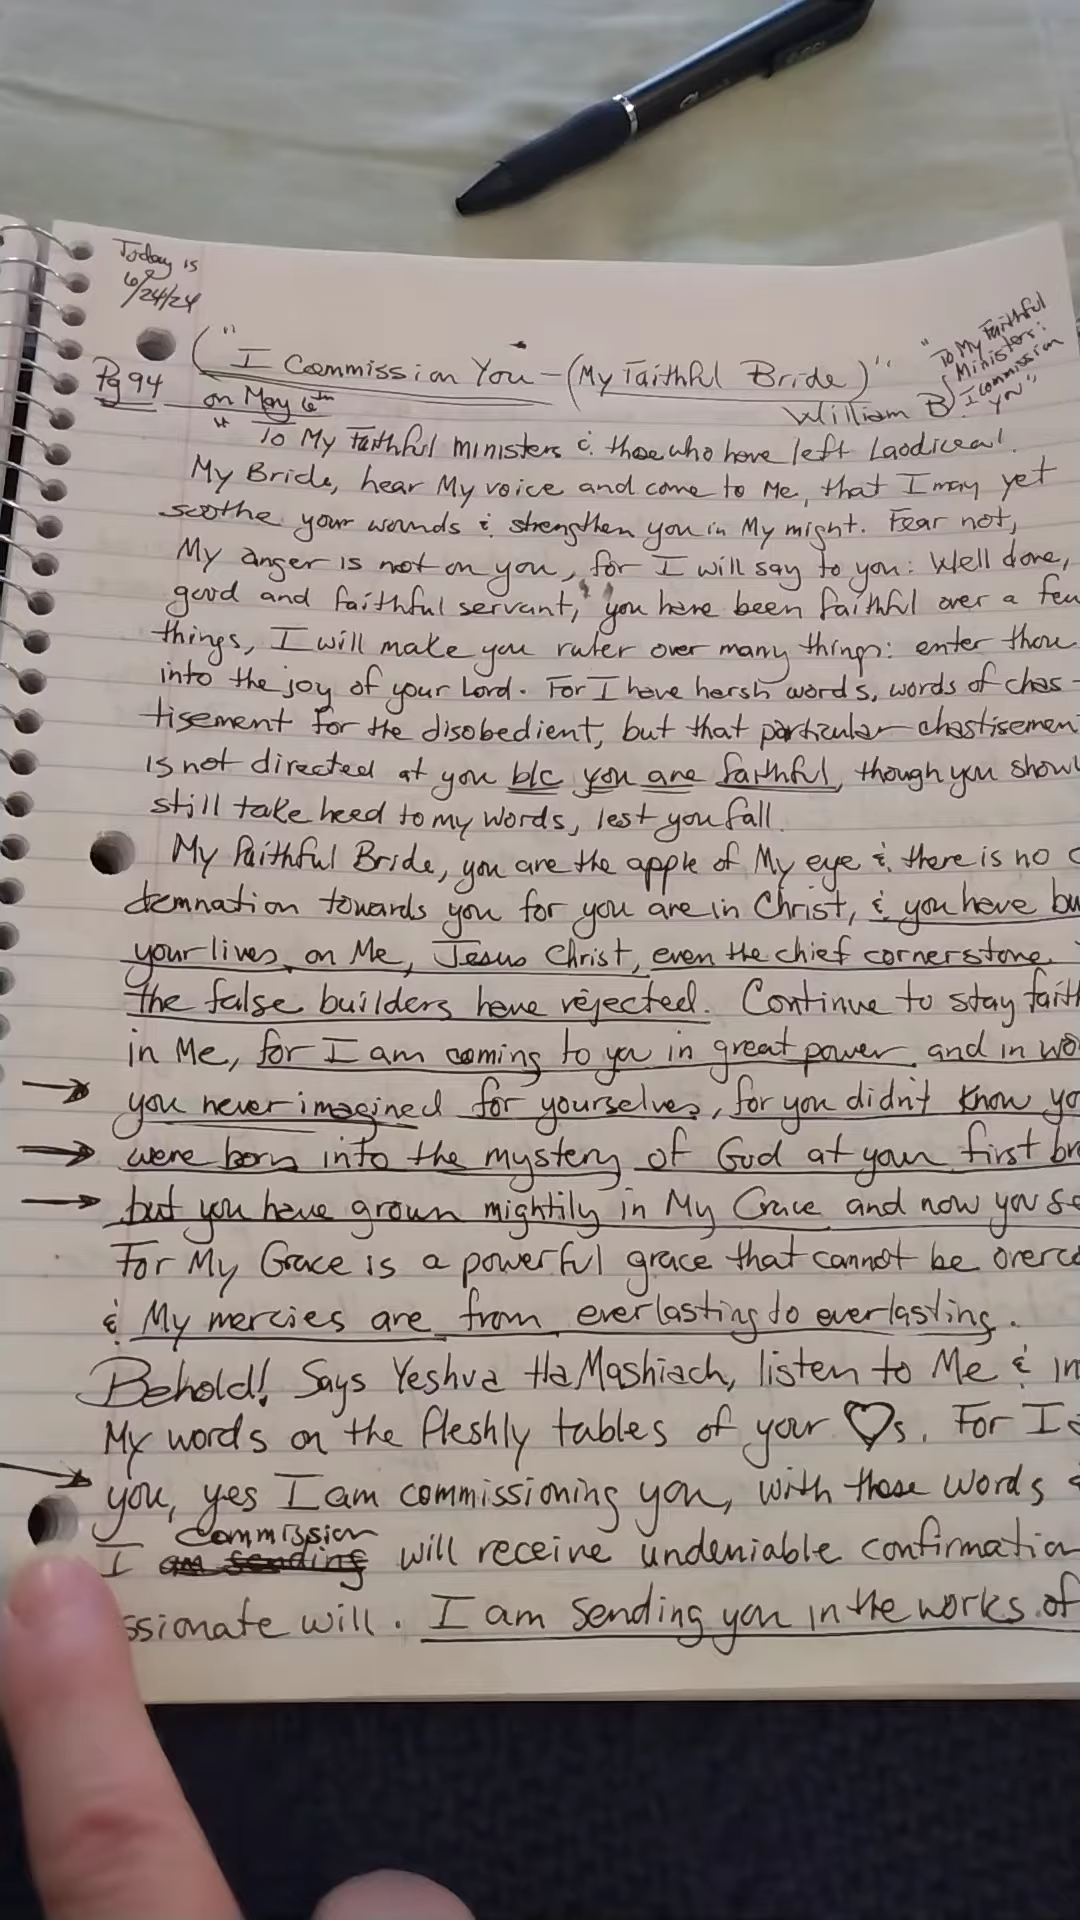 Today is
6/24/24
("I Commission You - (My Faithful Bride)"
"To My Faithful
Ministers:
I commission
you"
Pg 94
on May 6th
William B
" To My Faithful ministers & those who have left Laodicea!
My Bride, hear My voice and come to Me, that I may yet
soothe your wounds & strengthen you in My might. Fear not,
My anger is not on you, for I will say to you: Well done,
good and faithful servant, you have been faithful over a few
things, I will make you ruler over many things: enter thou
into the joy of your Lord. For I have harsh words, words of chas-
tisement for the disobedient, but that particular chastisemen
is not directed at you b/c you are faithful, though you shoul
still take heed to my words, lest you fall.
My Faithful Bride, you are the apple of My eye & there is no c
demnation towards you for you are in Christ, & you have bu
your lives on Me, Jesus Christ, even the chief cornerstone
the false builders have rejected. Continue to stay faith
in Me, for I am coming to you in great power and in wo
you never imagined for yourselves, for you didn't know yo
were born into the mystery of God at your first br
but you have grown mightily in My Grace and now you se
For My Grace is a powerful grace that cannot be overco
& My mercies are from everlasting to everlasting.
Behold! Says Yeshua HaMashiach, listen to Me & in
My words on the fleshly tables of your ♡s. For I
you, yes I am commissioning you, with those words &
Commission
I am sending will receive undeniable confirmation
ssionate will. I am sending you in the works of